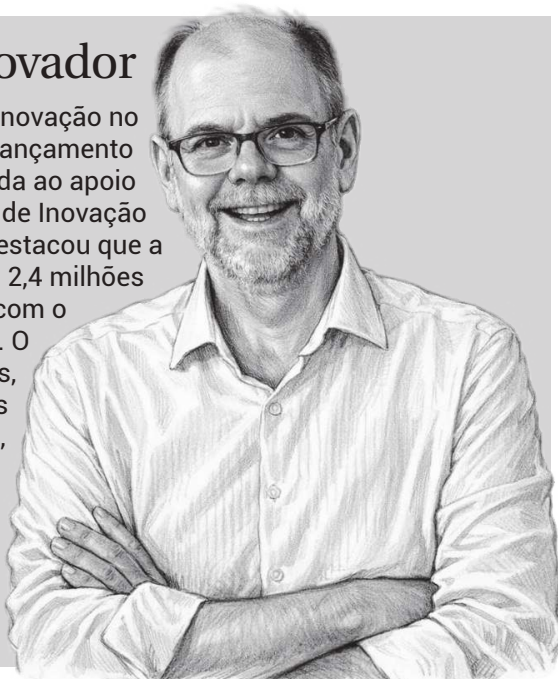 ovador
novação no
ançamento
da ao apoio
de Inovação
estacou que a
2,4 milhões
com o
. O
s,
s
,